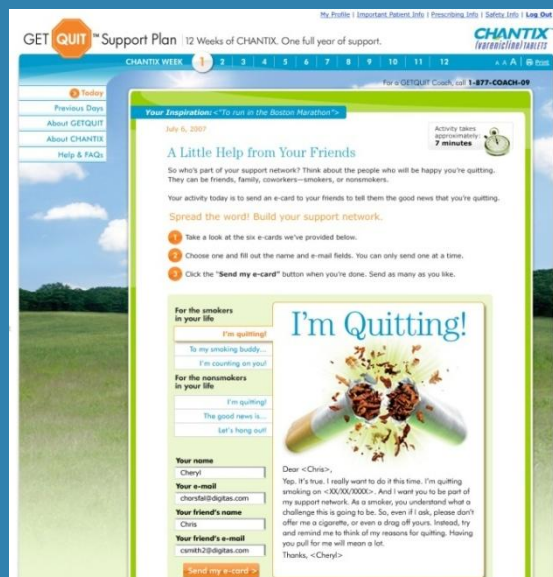 My Profile | Important Patient Info | Prescribing Info | Safety Info | Log Out
GET QUIT ™ Support Plan | 12 Weeks of CHANTIX. One full year of support.
CHANTIX™
(varenicline) TABLETS
CHANTIX WEEK 1 2 3 4 5 6 7 8 9 10 11 12 A A A Print
For a GETQUIT Coach, call 1-877-COACH-09
Today
Previous Days
About GETQUIT
About CHANTIX
Help & FAQs
Your Inspiration: <"To run in the Boston Marathon">
July 6, 2007
Activity takes
approximately:
7 minutes
A Little Help from Your Friends
So who's part of your support network? Think about the people who will be happy you're quitting.
They can be friends, family, coworkers—smokers, or nonsmokers.
Your activity today is to send an e-card to your friends to tell them the good news that you're quitting.
Spread the word! Build your support network.
1 Take a look at the six e-cards we've provided below.
2 Choose one and fill out the name and e-mail fields. You can only send one at a time.
3 Click the "Send my e-card" button when you're done. Send as many as you like.
For the smokers
in your life
I'm quitting!
To my smoking buddy...
I'm counting on you!
For the nonsmokers
in your life
I'm quitting!
The good news is...
Let's hang out!
Your name
Cheryl
Your e-mail
chorsfal@digitas.com
Your friend's name
Chris
Your friend's e-mail
csmith2@digitas.com
Send my e-card >
I'm Quitting!
Dear <Chris>,
Yep. It's true. I really want to do it this time. I'm quitting
smoking on <XX/XX/XXXX>. And I want you to be part of
my support network. As a smoker, you understand what a
challenge this is going to be. So, even if I ask, please don't
offer me a cigarette, or even a drag off yours. Instead, try
and remind me to think of my reasons for quitting. Having
you pull for me will mean a lot.
Thanks, <Cheryl>